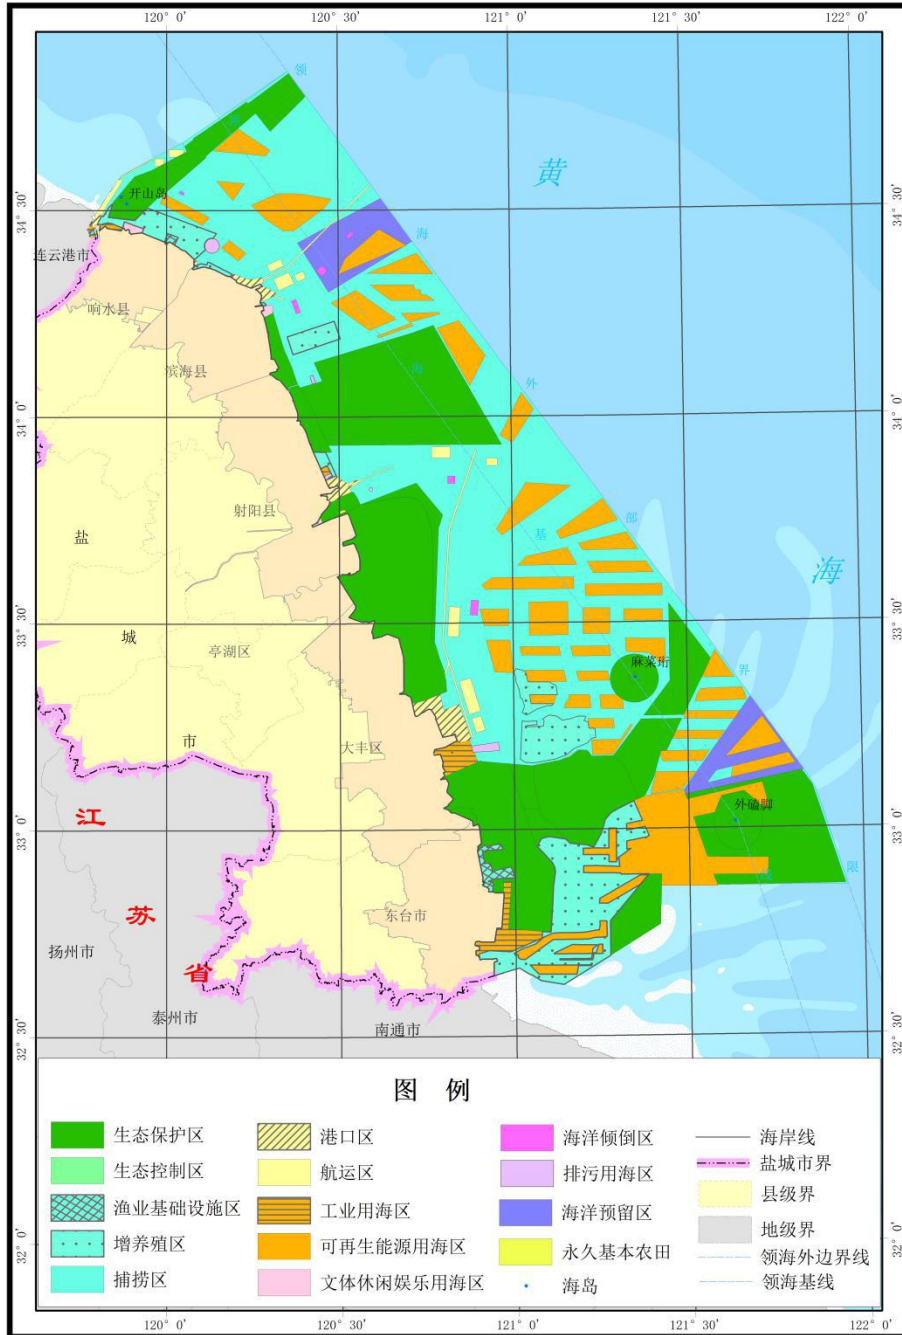 120° 0′ 120° 30′ 121° 0′ 121° 30′ 122° 0′
领
海
外
部
界
限
领
海
基
线
黄
海
34° 30′ 34° 30′
34° 0′ 34° 0′
33° 30′ 33° 30′
33° 0′ 33° 0′
32° 30′ 32° 30′
32° 0′ 32° 0′
开山岛
连云港市
响水县
滨海县
射阳县
盐
城
市
亭湖区
麻菜珩
大丰区
外磕脚
江
苏
省
东台市
扬州市
泰州市
南通市
图 例
生态保护区 港口区 海洋倾倒区 海岸线
生态控制区 航运区 排污用海区 盐城市界
渔业基础设施区 工业用海区 海洋预留区 县级界
增养殖区 可再生能源用海区 永久基本农田 地级界
捕捞区 文体休闲娱乐用海区 海岛 领海外边界线
领海基线
120° 0′ 120° 30′ 121° 0′ 121° 30′ 122° 0′